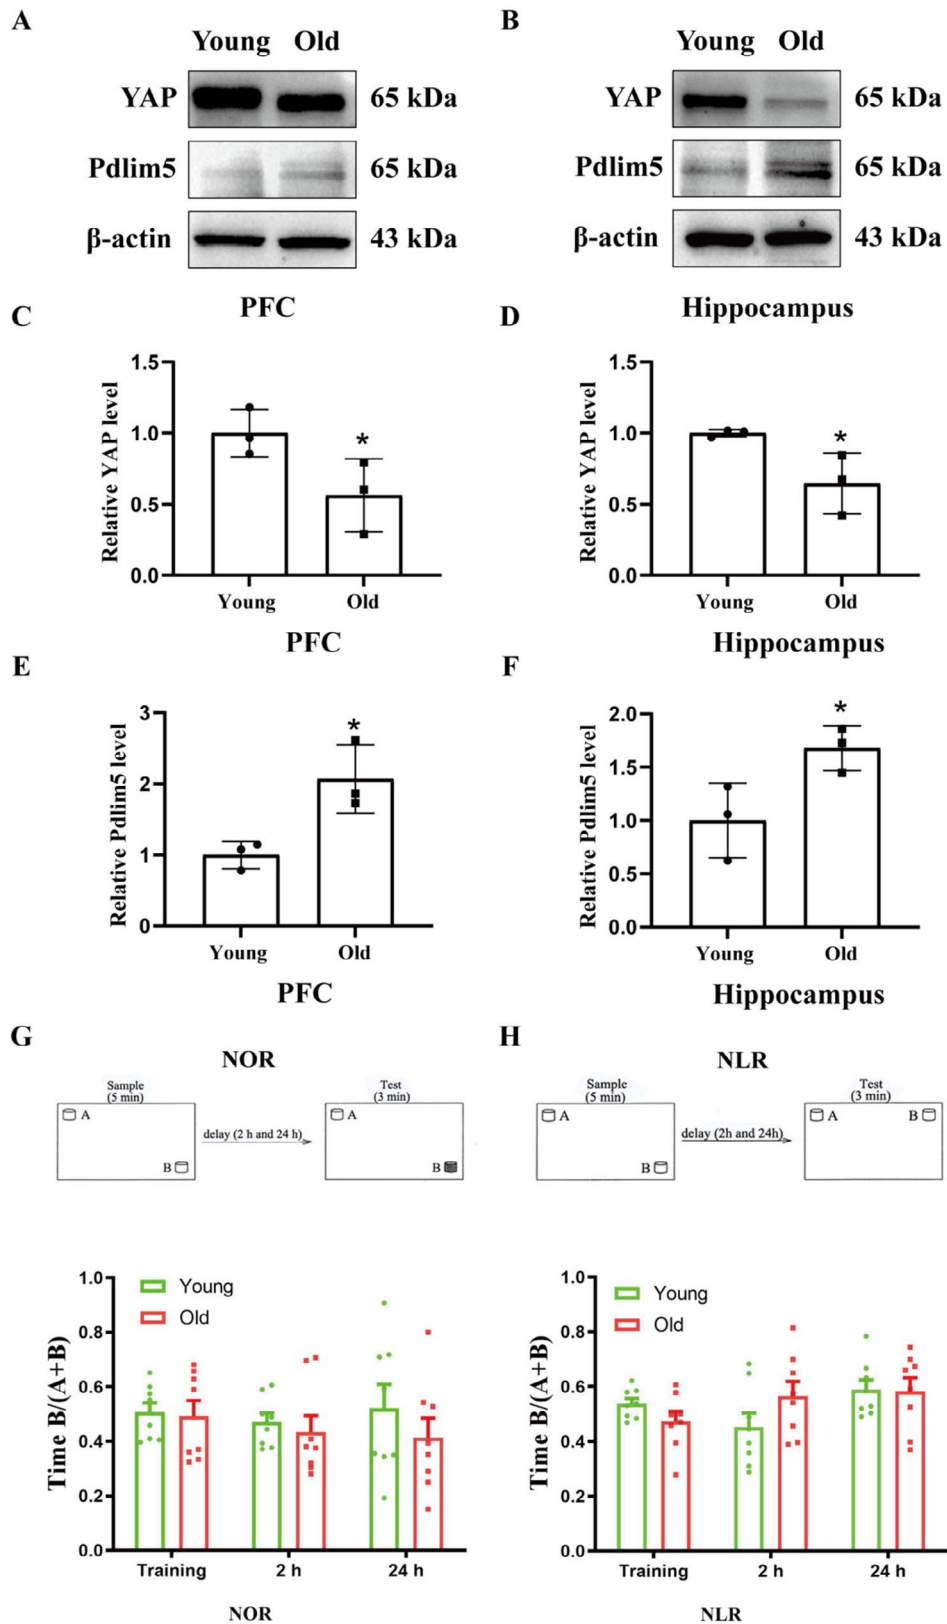 A
B
Young Old
Young Old
YAP
65 kDa
YAP
65 kDa
Pdlim5
65 kDa
Pdlim5
65 kDa
β-actin
43 kDa
β-actin
43 kDa
PFC
Hippocampus
C
D
Relative YAP level
1.5
1.0
0.5
0.0
*
Young
Old
PFC
Relative YAP level
1.5
1.0
0.5
0.0
*
Young
Old
Hippocampus
E
F
Relative Pdlim5 level
3
2
1
0
*
Young
Old
PFC
Relative Pdlim5 level
2.0
1.5
1.0
0.5
0.0
*
Young
Old
Hippocampus
G
H
NOR
Sample
(5 min)
A
B
delay (2 h and 24 h)
Test
(3 min)
A
B
NLR
Sample
(5 min)
A
B
delay (2h and 24h)
Test
(3 min)
A
B
Time B/(A+B)
1.0
0.8
0.6
0.4
0.2
0.0
Young
Old
Training
2 h
24 h
NOR
Time B/(A+B)
1.0
0.8
0.6
0.4
0.2
0.0
Young
Old
Training
2 h
24 h
NLR